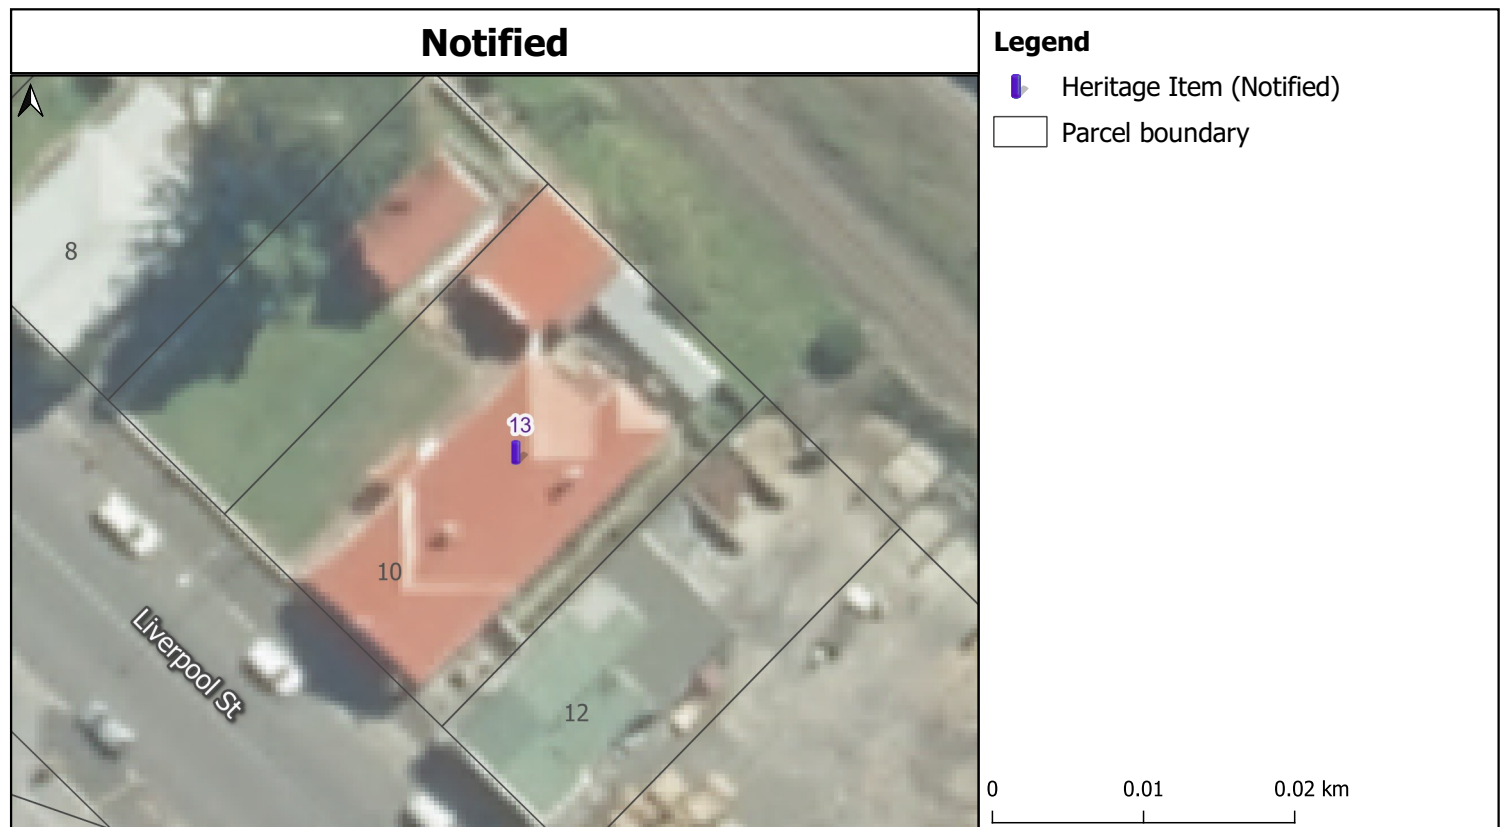 Notified
Legend
Heritage Item (Notified)
Parcel boundary
8
13
10
Liverpool St
12
0 0.01 0.02 km